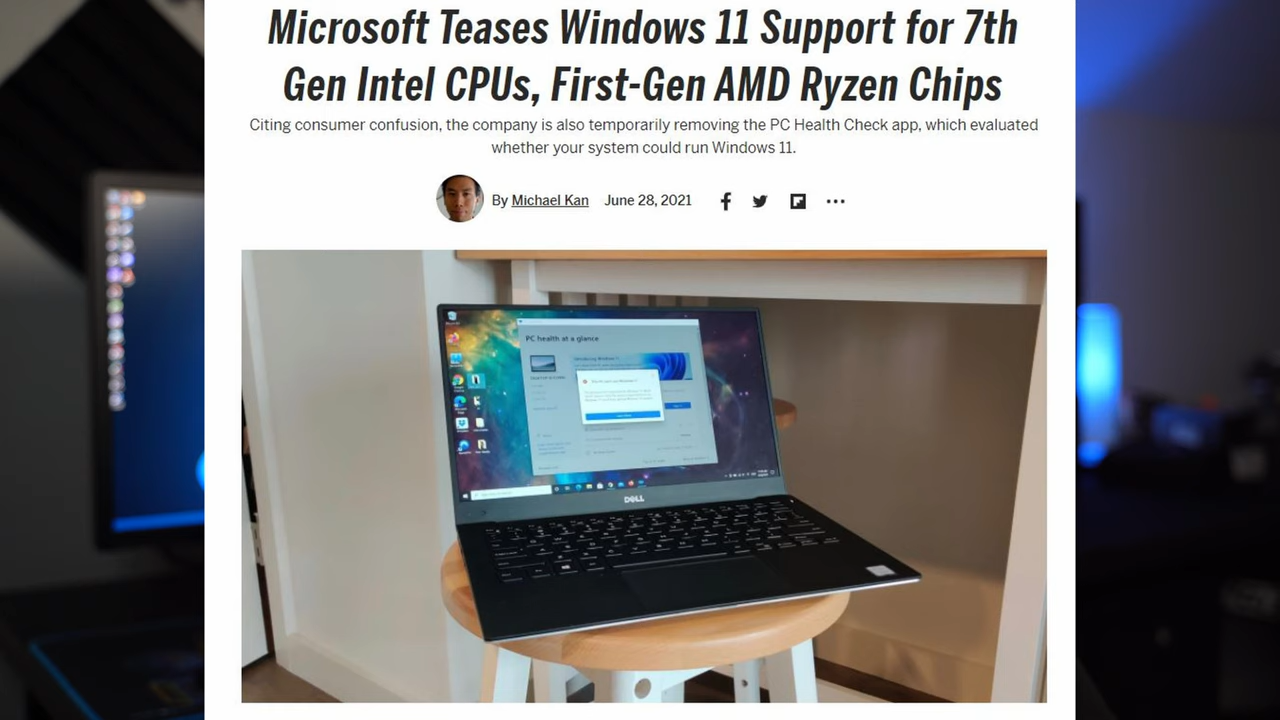 Microsoft Teases Windows 11 Support for 7th
Gen Intel CPUs, First-Gen AMD Ryzen Chips
Citing consumer confusion, the company is also temporarily removing the PC Health Check app, which evaluated
whether your system could run Windows 11.
By Michael Kan June 28, 2021
PC health at a glance
DELL